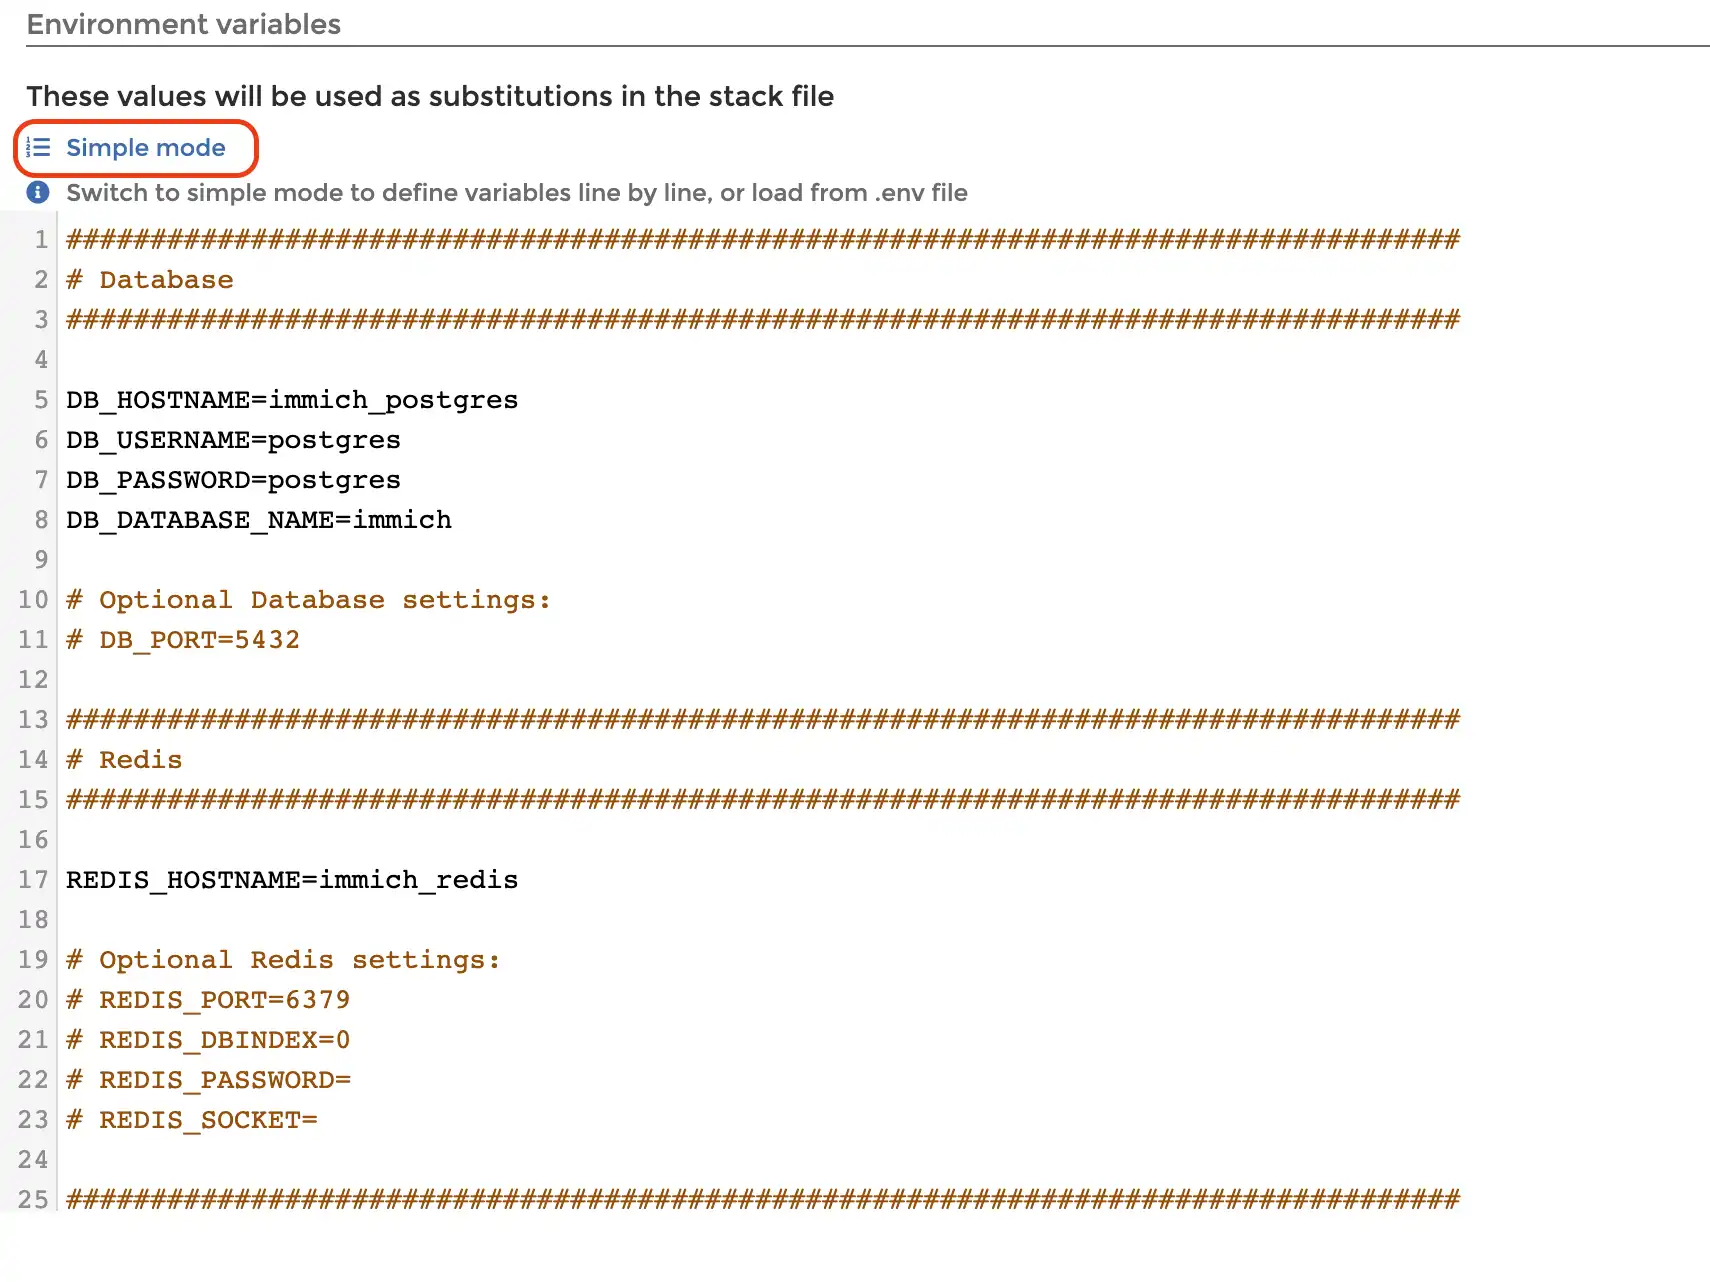 Environment variables
These values will be used as substitutions in the stack file
Simple mode
Switch to simple mode to define variables line by line, or load from .env file
1 ###################################################################################
2 # Database
3 ###################################################################################
4
5 DB_HOSTNAME=immich_postgres
6 DB_USERNAME=postgres
7 DB_PASSWORD=postgres
8 DB_DATABASE_NAME=immich
9
10 # Optional Database settings:
11 # DB_PORT=5432
12
13 ###################################################################################
14 # Redis
15 ###################################################################################
16
17 REDIS_HOSTNAME=immich_redis
18
19 # Optional Redis settings:
20 # REDIS_PORT=6379
21 # REDIS_DBINDEX=0
22 # REDIS_PASSWORD=
23 # REDIS_SOCKET=
24
25 ###################################################################################